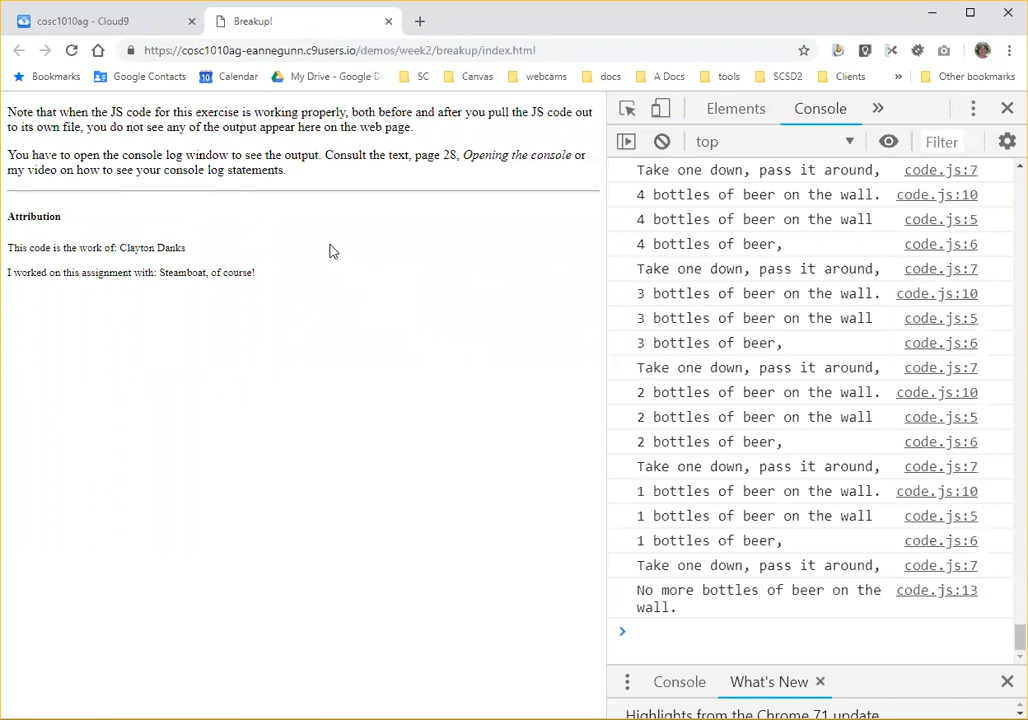 cosc1010ag - Cloud9
Breakup!
https://cosc1010ag-eannegunn.c9users.io/demos/week2/breakup/index.html
Bookmarks Google Contacts Calendar My Drive - Google D SC Canvas webcams docs A Docs tools SCSD2 Clients » Other bookmarks
Note that when the JS code for this exercise is working properly, both before and after you pull the JS code out
to its own file, you do not see any of the output appear here on the web page.
You have to open the console log window to see the output. Consult the text, page 28, Opening the console or
my video on how to see your console log statements.
Attribution
This code is the work of: Clayton Danks
I worked on this assignment with: Steamboat, of course!
Elements Console »
top Filter
Take one down, pass it around, code.js:7
4 bottles of beer on the wall. code.js:10
4 bottles of beer on the wall code.js:5
4 bottles of beer, code.js:6
Take one down, pass it around, code.js:7
3 bottles of beer on the wall. code.js:10
3 bottles of beer on the wall code.js:5
3 bottles of beer, code.js:6
Take one down, pass it around, code.js:7
2 bottles of beer on the wall. code.js:10
2 bottles of beer on the wall code.js:5
2 bottles of beer, code.js:6
Take one down, pass it around, code.js:7
1 bottles of beer on the wall. code.js:10
1 bottles of beer on the wall code.js:5
1 bottles of beer, code.js:6
Take one down, pass it around, code.js:7
No more bottles of beer on the code.js:13
wall.
Console What's New
Highlights from the Chrome 71 update